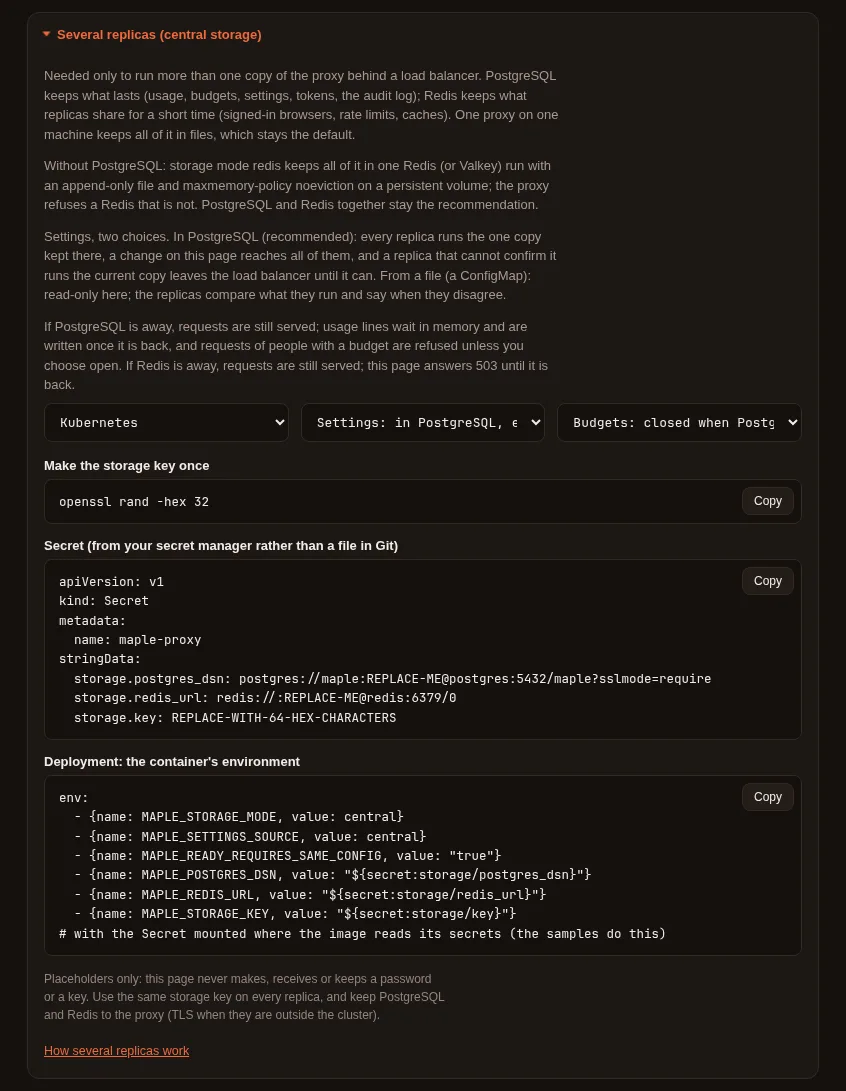 Several replicas (central storage)
Needed only to run more than one copy of the proxy behind a load balancer. PostgreSQL
keeps what lasts (usage, budgets, settings, tokens, the audit log); Redis keeps what
replicas share for a short time (signed-in browsers, rate limits, caches). One proxy on one
machine keeps all of it in files, which stays the default.
Without PostgreSQL: storage mode redis keeps all of it in one Redis (or Valkey) run with
an append-only file and maxmemory-policy noeviction on a persistent volume; the proxy
refuses a Redis that is not. PostgreSQL and Redis together stay the recommendation.
Settings, two choices. In PostgreSQL (recommended): every replica runs the one copy
kept there, a change on this page reaches all of them, and a replica that cannot confirm it
runs the current copy leaves the load balancer until it can. From a file (a ConfigMap):
read-only here; the replicas compare what they run and say when they disagree.
If PostgreSQL is away, requests are still served; usage lines wait in memory and are
written once it is back, and requests of people with a budget are refused unless you
choose open. If Redis is away, requests are still served; this page answers 503 until it is
back.
Kubernetes
Settings: in PostgreSQL, e
Budgets: closed when Postg
Make the storage key once
openssl rand -hex 32
Copy
Secret (from your secret manager rather than a file in Git)
Copy
apiVersion: v1
kind: Secret
metadata:
  name: maple-proxy
stringData:
  storage.postgres_dsn: postgres://maple:REPLACE-ME@postgres:5432/maple?sslmode=require
  storage.redis_url: redis://:REPLACE-ME@redis:6379/0
  storage.key: REPLACE-WITH-64-HEX-CHARACTERS
Deployment: the container's environment
Copy
env:
  - {name: MAPLE_STORAGE_MODE, value: central}
  - {name: MAPLE_SETTINGS_SOURCE, value: central}
  - {name: MAPLE_READY_REQUIRES_SAME_CONFIG, value: "true"}
  - {name: MAPLE_POSTGRES_DSN, value: "${secret:storage/postgres_dsn}"}
  - {name: MAPLE_REDIS_URL, value: "${secret:storage/redis_url}"}
  - {name: MAPLE_STORAGE_KEY, value: "${secret:storage/key}"}
# with the Secret mounted where the image reads its secrets (the samples do this)
Placeholders only: this page never makes, receives or keeps a password
or a key. Use the same storage key on every replica, and keep PostgreSQL
and Redis to the proxy (TLS when they are outside the cluster).
How several replicas work